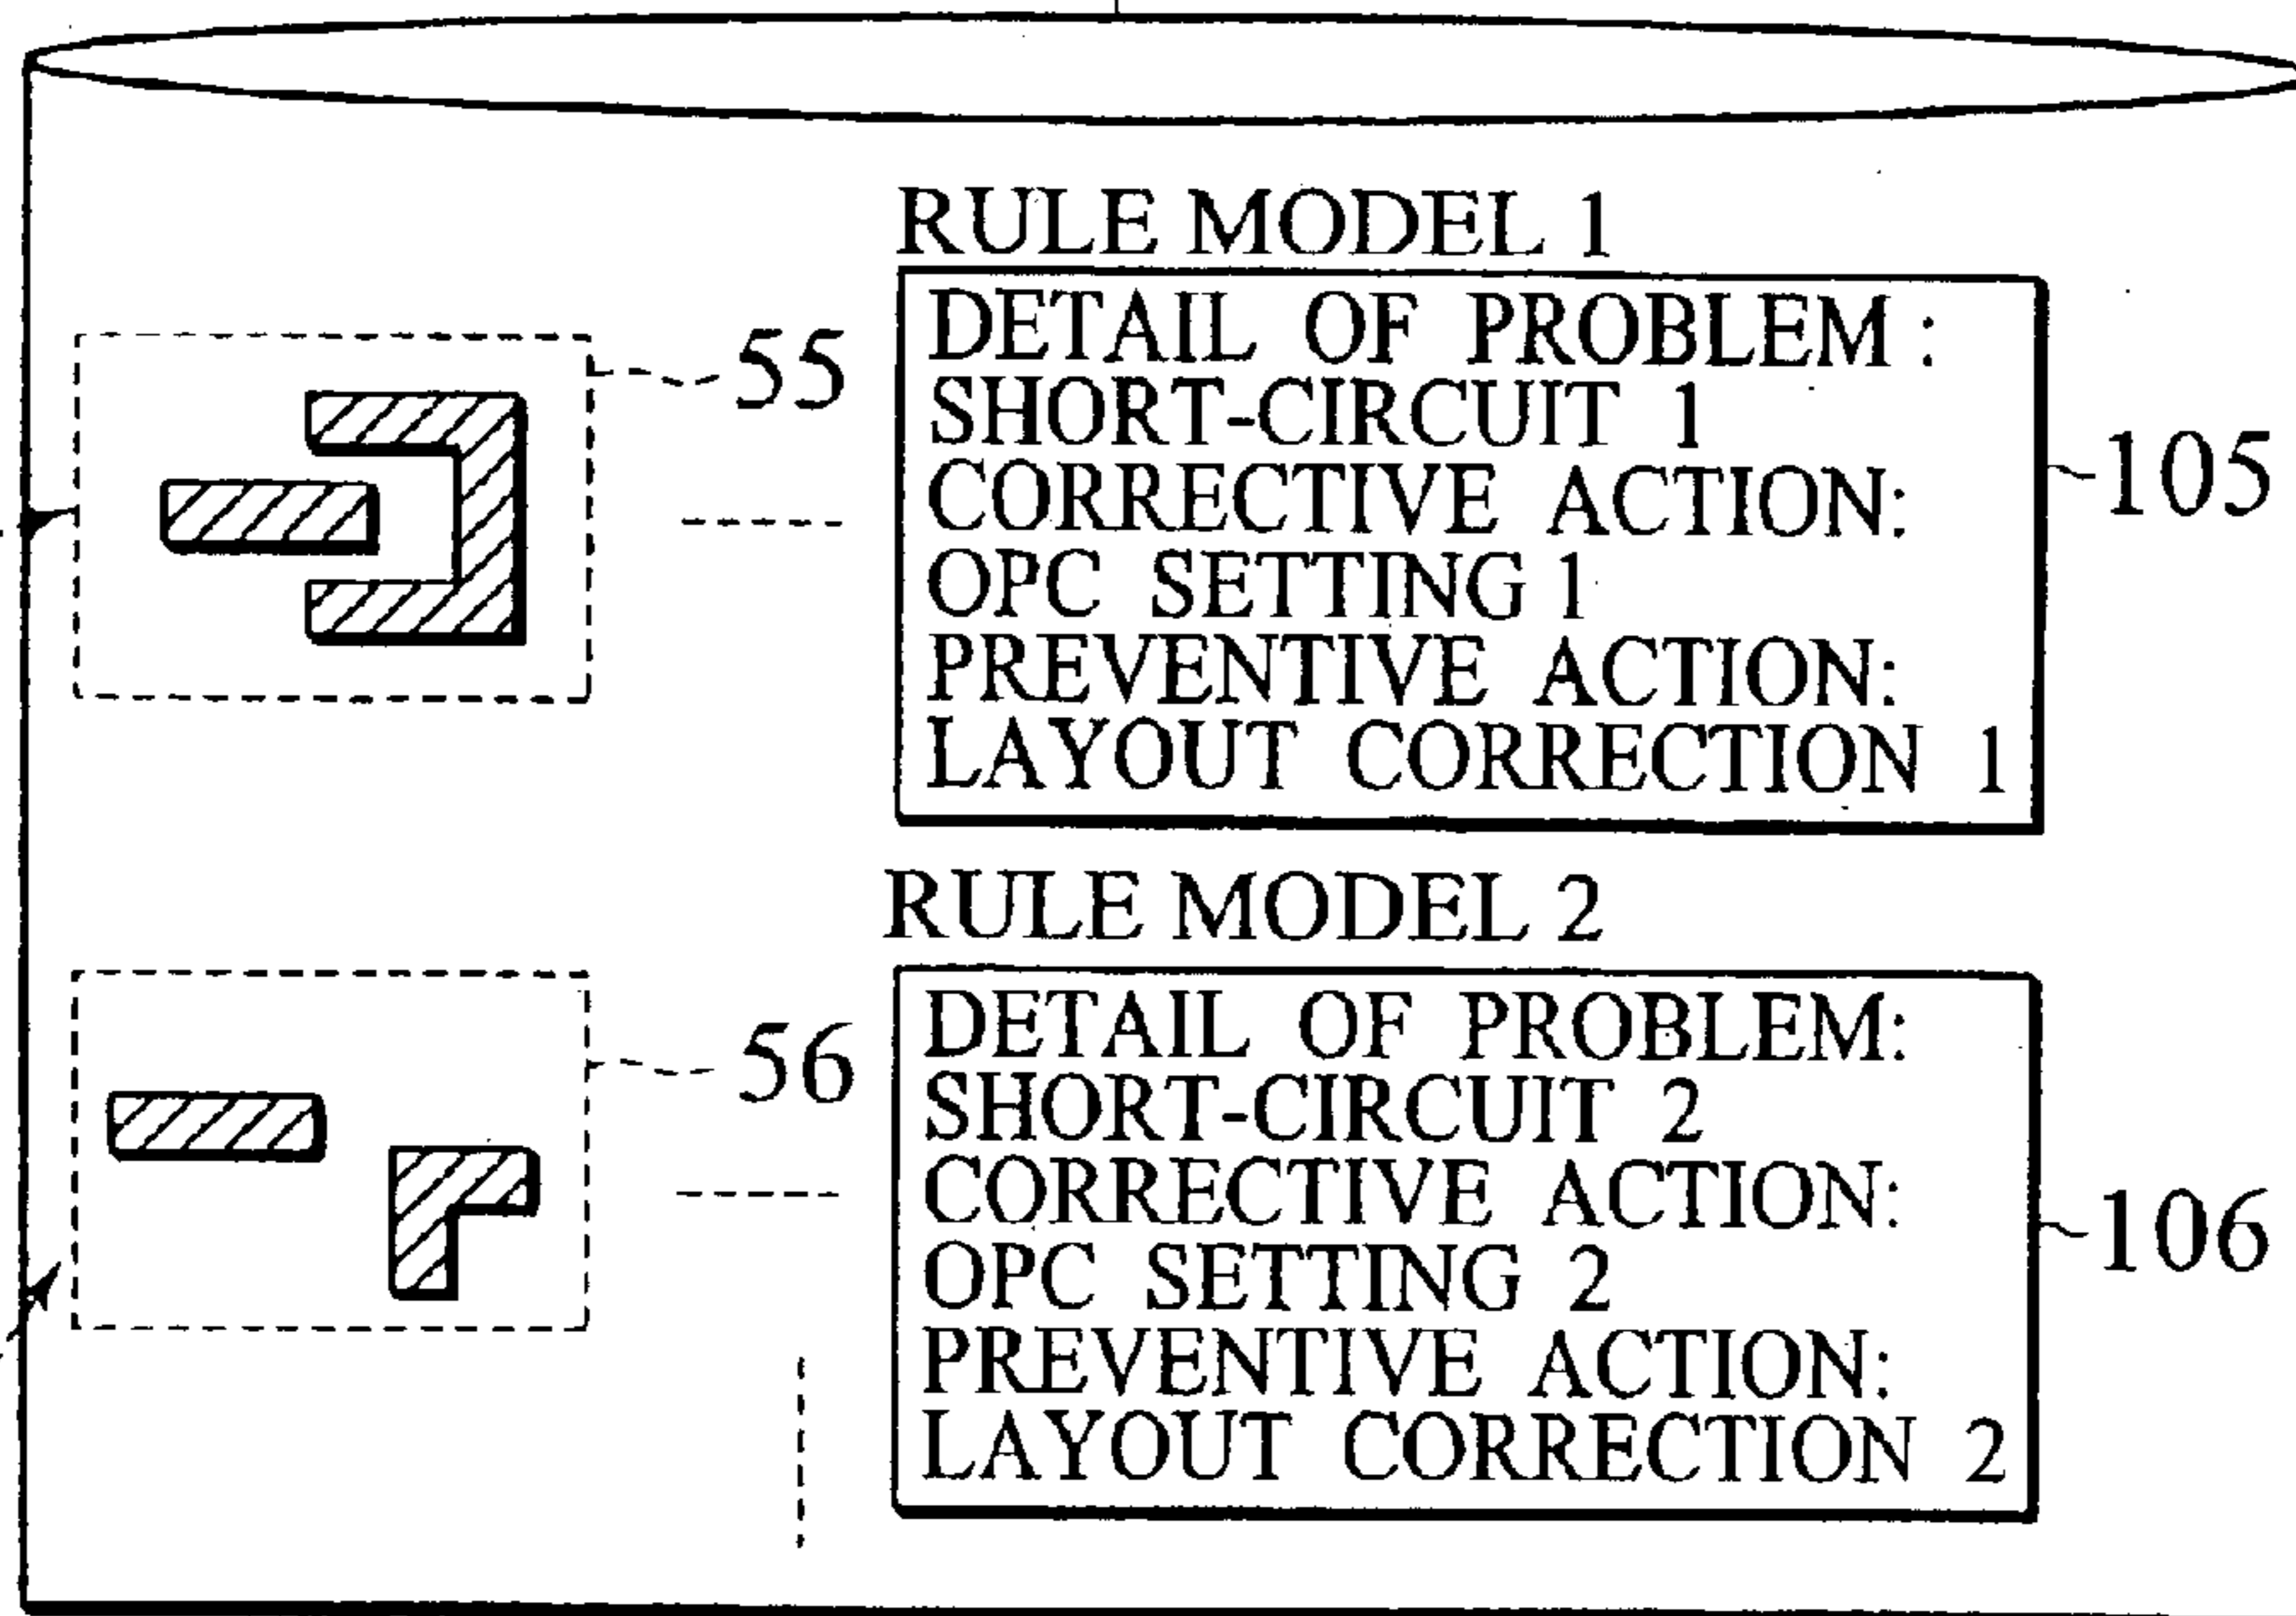 RULE MODEL 1
55
DETAIL OF PROBLEM :
SHORT-CIRCUIT 1
CORRECTIVE ACTION:
OPC SETTING 1
PREVENTIVE ACTION:
LAYOUT CORRECTION 1
105
RULE MODEL 2
56
DETAIL OF PROBLEM:
SHORT-CIRCUIT 2
CORRECTIVE ACTION:
OPC SETTING 2
PREVENTIVE ACTION:
LAYOUT CORRECTION 2
106